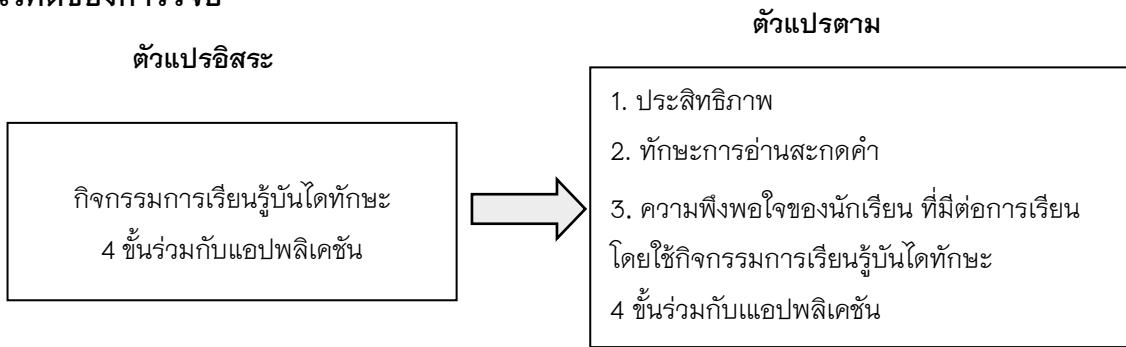 ตัวแปรตาม
ตัวแปรอิสระ
กิจกรรมการเรียนรู้บันไดทักษะ
4 ขั้นร่วมกับแอปพลิเคชัน
1. ประสิทธิภาพ
2. ทักษะการอ่านสะกดคำ
3. ความพึงพอใจของนักเรียน ที่มีต่อการเรียน
โดยใช้กิจกรรมการเรียนรู้บันไดทักษะ
4 ขั้นร่วมกับเเอปพลิเคชัน